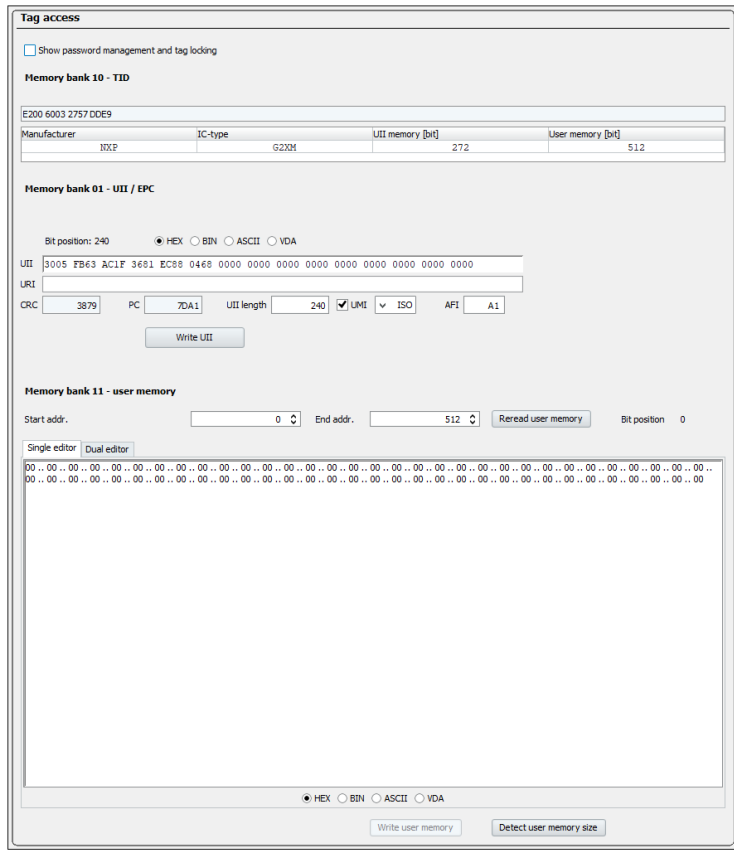 Tag access
Show password management and tag locking
Memory bank 10 - TID
E200 6003 2757 DDE9
Manufacturer IC-type UII memory [bit] User memory [bit]
NXP G2XM 272 512
Memory bank 01 - UII / EPC
Bit position: 240 HEX BIN ASCII VDA
UII 3005 FB63 AC1F 3681 EC88 0468 0000 0000 0000 0000 0000 0000 0000 0000 0000
URI
CRC 3879 PC 7DA1 UII length 240 UMI ISO AFI A1
Write UII
Memory bank 11 - user memory
Start addr. 0 End addr. 512 Reread user memory Bit position 0
Single editor Dual editor
00 .. 00 .. 00 .. 00 .. 00 .. 00 .. 00 .. 00 .. 00 .. 00 .. 00 .. 00 .. 00 .. 00 .. 00 .. 00 .. 00 .. 00 .. 00 .. 00 .. 00 .. 00 .. 00 .. 00 .. 00 .. 00 .. 00 .. 00 .. 00 .. 00 .. 00 .. 00 ..
00 .. 00 .. 00 .. 00 .. 00 .. 00 .. 00 .. 00 .. 00 .. 00 .. 00 .. 00 .. 00 .. 00 .. 00 .. 00 .. 00 .. 00 .. 00 .. 00 .. 00 .. 00 .. 00 .. 00 .. 00 .. 00 .. 00 .. 00 .. 00 .. 00 .. 00 .. 00
HEX BIN ASCII VDA
Write user memory Detect user memory size